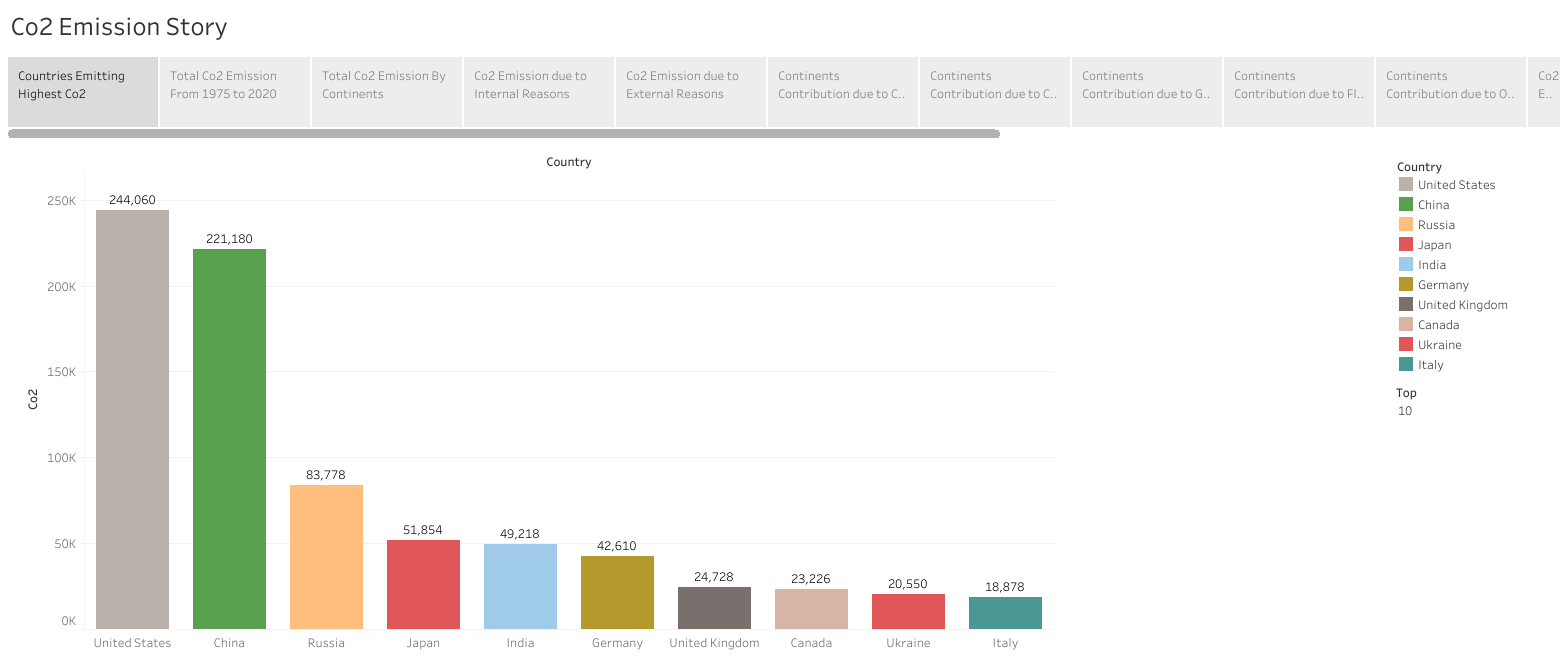 Co2 Emission Story
Countries Emitting
Highest Co2
Total Co2 Emission
From 1975 to 2020
Total Co2 Emission By
Continents
Co2 Emission due to
Internal Reasons
Co2 Emission due to
External Reasons
Continents
Contribution due to C..
Continents
Contribution due to C..
Continents
Contribution due to G..
Continents
Contribution due to Fl..
Continents
Contribution due to O..
Co2
E..
Country
250K
200K
150K
100K
50K
0K
Co2
244,060
221,180
83,778
51,854
49,218
42,610
24,728
23,226
20,550
18,878
United States
China
Russia
Japan
India
Germany
United Kingdom
Canada
Ukraine
Italy
Country
United States
China
Russia
Japan
India
Germany
United Kingdom
Canada
Ukraine
Italy
Top
10